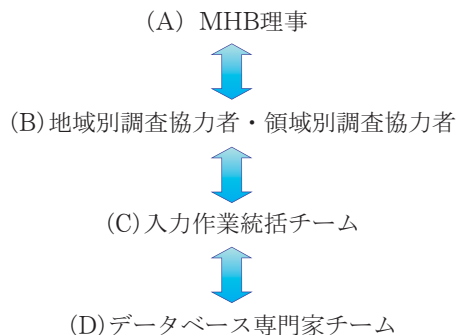 (A) MHB理事
(B)地域別調査協力者・領域別調査協力者
(C)入力作業統括チーム
(D)データベース専門家チーム